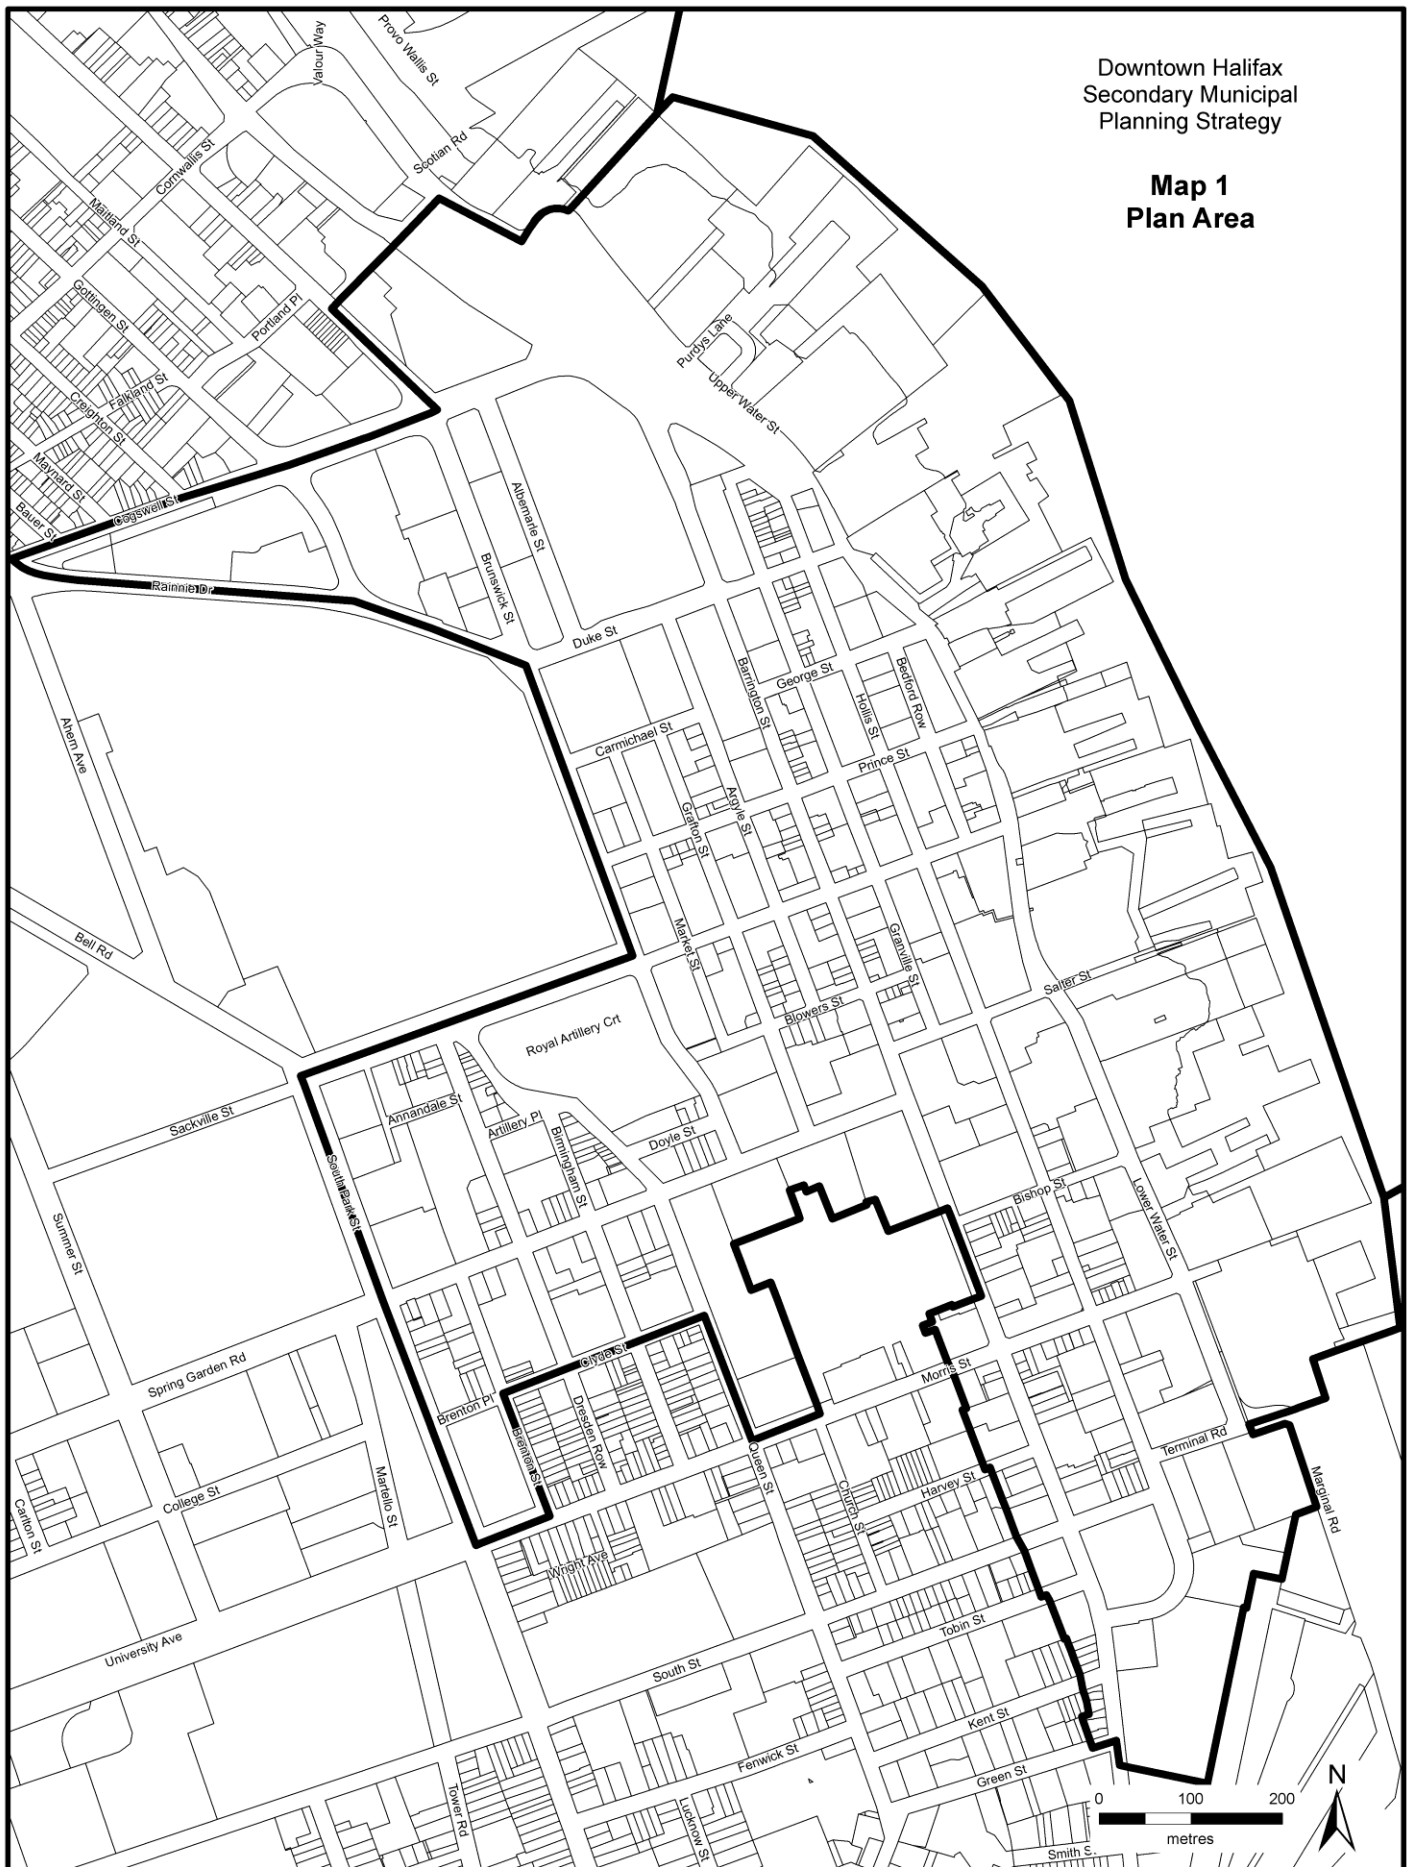 Downtown Halifax
Secondary Municipal
Planning Strategy
Map 1
Plan Area
Valour Way
Provo Wallis St
Scotian Rd
Cornwallis St
Maitland St
Gottingen St
Portland Pl
Falkland St
Creighton St
Maynard St
Bauer St
Cogswell St
Rainnie Dr
Purdys Lane
Upper Water St
Albemarle St
Brunswick St
Duke St
Barrington St
George St
Bedford Row
Hollis St
Carmichael St
Prince St
Argyle St
Grafton St
Ahern Ave
Bell Rd
Market St
Granville St
Salter St
Blowers St
Royal Artillery Crt
Sackville St
Annandale St
Artillery Pl
Birmingham St
Doyle St
South Park St
Bishop St
Lower Water St
Summer St
Spring Garden Rd
Clyde St
Morris St
Brenton Pl
Dresden Row
Brenton St
Queen St
Terminal Rd
Marginal Rd
Martello St
College St
Carlton St
Church St
Harvey St
Wright Ave
University Ave
Tobin St
South St
Kent St
Fenwick St
Green St
Tower Rd
Lucknow St
Smith S
N
0 100 200
metres